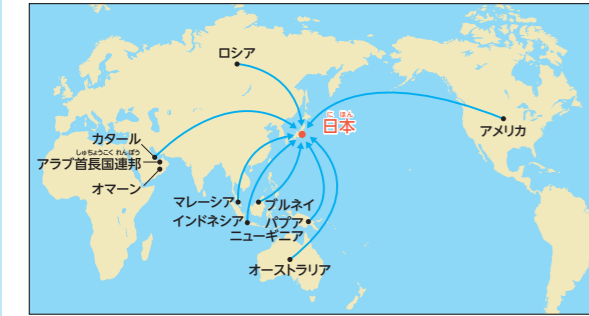 ロシア
にほん
日本
アメリカ
カタール
しゅちょうこくれんぽう
アラブ首長国連邦
オマーン
マレーシア
ブルネイ
インドネシア
パプア
ニューギニア
オーストラリア